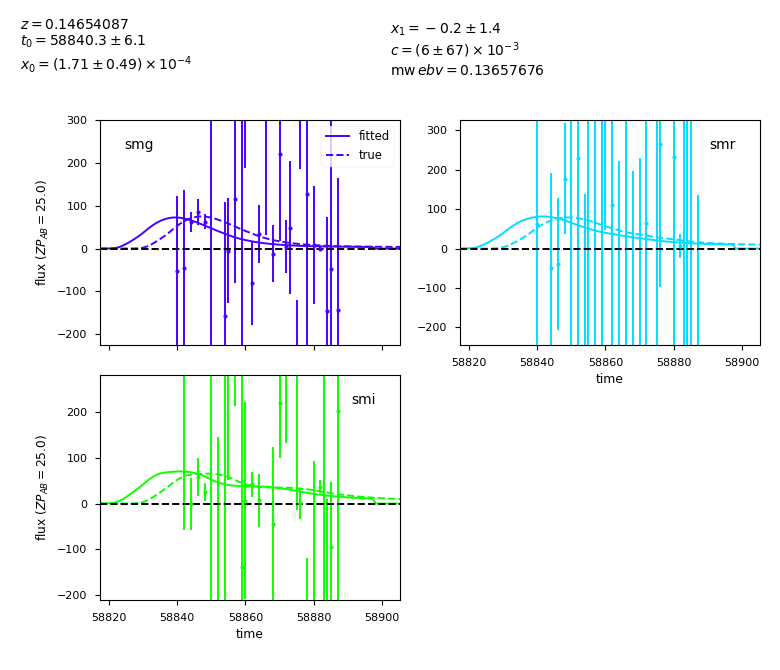 z = 0.14654087
t₀ = 58840.3 ± 6.1
x₀ = (1.71 ± 0.49) × 10⁻⁴
x₁ = −0.2 ± 1.4
c = (6 ± 67) × 10⁻³
mw ebv = 0.13657676
300
200
100
0
−100
−200
flux (ZP_AB = 25.0)
smg
fitted
true
300
200
100
0
−100
−200
smr
58820 58840 58860 58880 58900
time
200
100
0
−100
−200
flux (ZP_AB = 25.0)
smi
58820 58840 58860 58880 58900
time